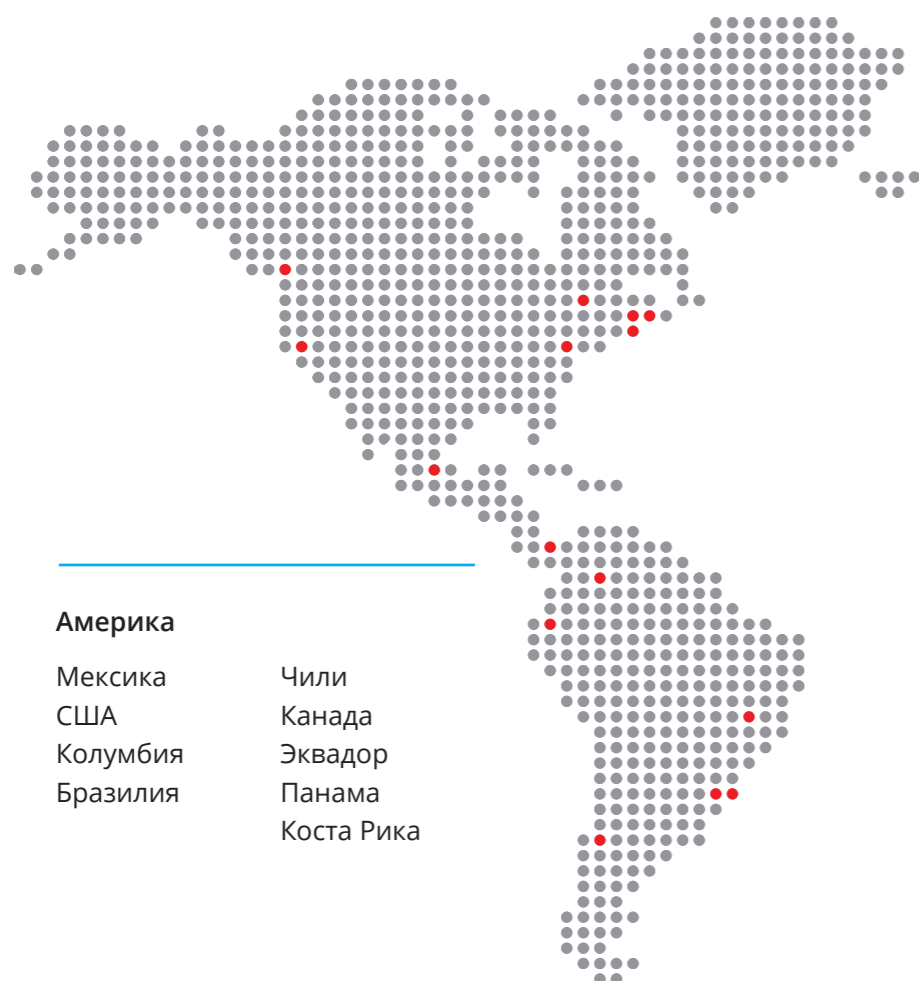 Америка
Мексика
США
Колумбия
Бразилия
Чили
Канада
Эквадор
Панама
Коста Рика